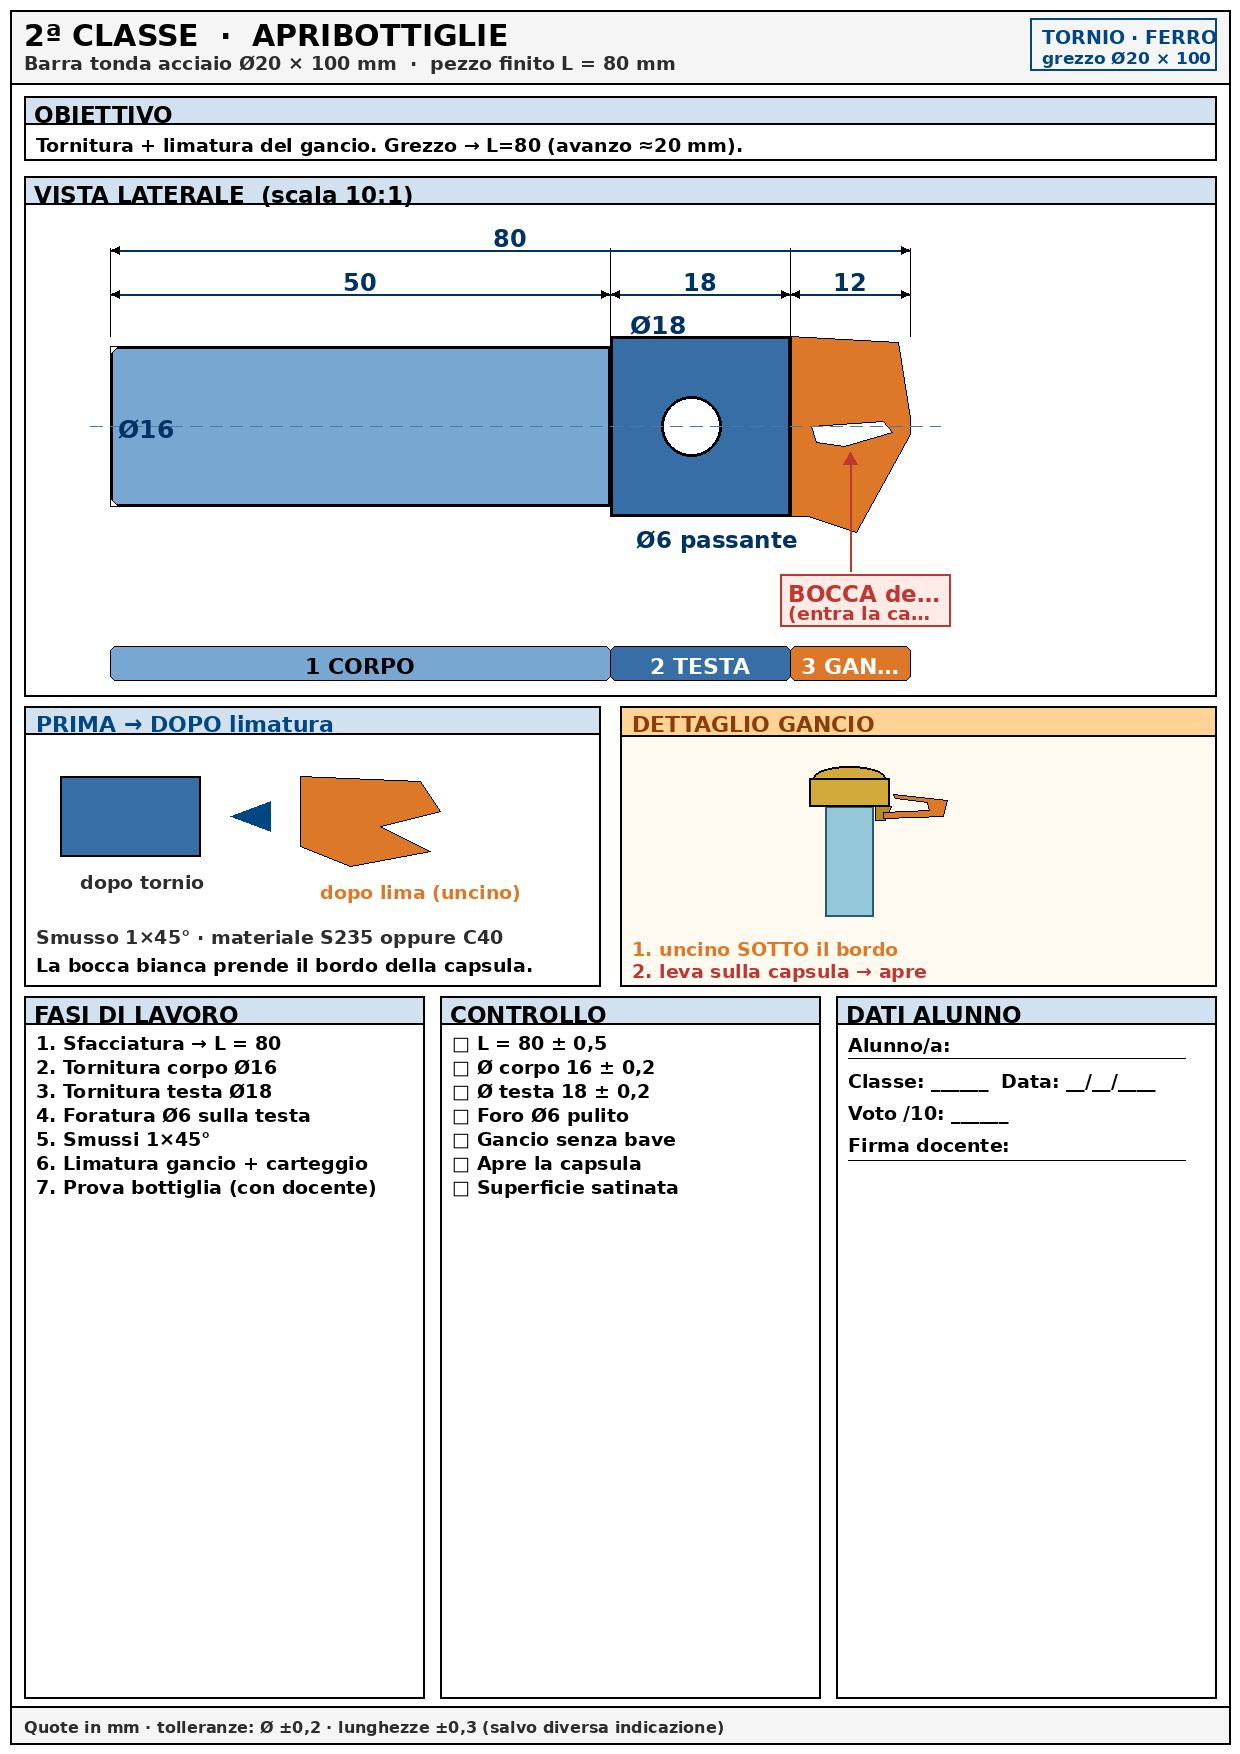 2ª CLASSE · APRIBOTTIGLIE
Barra tonda acciaio Ø20 × 100 mm · pezzo finito L = 80 mm
TORNIO · FERRO
grezzo Ø20 × 100
OBIETTIVO
Tornitura + limatura del gancio. Grezzo → L=80 (avanzo ≈20 mm).
VISTA LATERALE (scala 10:1)
80
50
18
12
Ø18
Ø16
Ø6 passante
BOCCA de...
(entra la ca...
1 CORPO
2 TESTA
3 GAN...
PRIMA → DOPO limatura
dopo tornio
dopo lima (uncino)
Smusso 1×45° · materiale S235 oppure C40
La bocca bianca prende il bordo della capsula.
DETTAGLIO GANCIO
1. uncino SOTTO il bordo
2. leva sulla capsula → apre
FASI DI LAVORO
1. Sfacciatura → L = 80
2. Tornitura corpo Ø16
3. Tornitura testa Ø18
4. Foratura Ø6 sulla testa
5. Smussi 1×45°
6. Limatura gancio + carteggio
7. Prova bottiglia (con docente)
CONTROLLO
□ L = 80 ± 0,5
□ Ø corpo 16 ± 0,2
□ Ø testa 18 ± 0,2
□ Foro Ø6 pulito
□ Gancio senza bave
□ Apre la capsula
□ Superficie satinata
DATI ALUNNO
Alunno/a:
Classe: ______ Data: __/__/____
Voto /10: ______
Firma docente:
Quote in mm · tolleranze: Ø ±0,2 · lunghezze ±0,3 (salvo diversa indicazione)